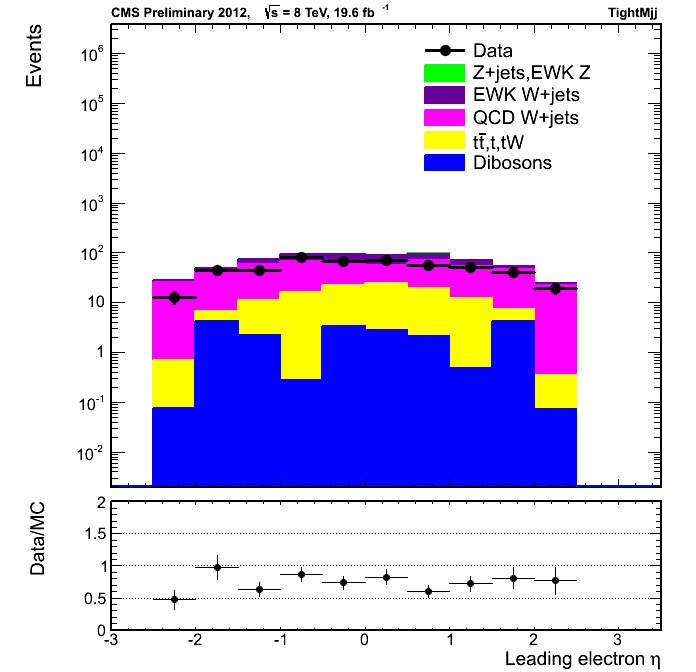 CMS Preliminary 2012, √s = 8 TeV, 19.6 fb⁻¹ TightMjj
Events
Data
Z+jets,EWK Z
EWK W+jets
QCD W+jets
tt̅,t,tW
Dibosons
10⁶
10⁵
10⁴
10³
10²
10
1
10⁻¹
10⁻²
Data/MC
2
1.5
1
0.5
0
-3 -2 -1 0 1 2 3
Leading electron η